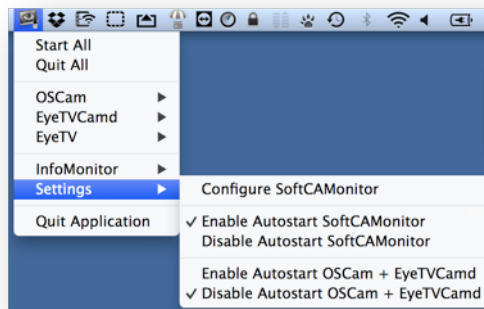 Start All
Quit All
OSCam
EyeTVCamd
EyeTV
InfoMonitor
Settings
Quit Application
Configure SoftCAMonitor
Enable Autostart SoftCAMonitor
Disable Autostart SoftCAMonitor
Enable Autostart OSCam + EyeTVCamd
Disable Autostart OSCam + EyeTVCamd